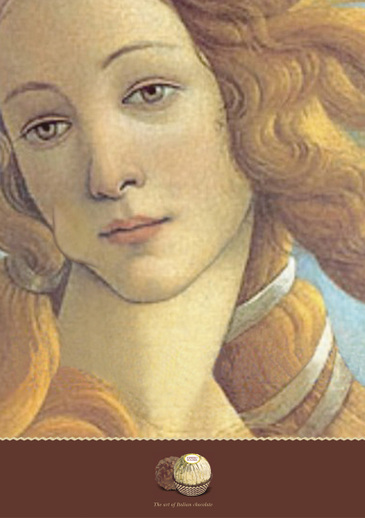 The art of Italian chocolate